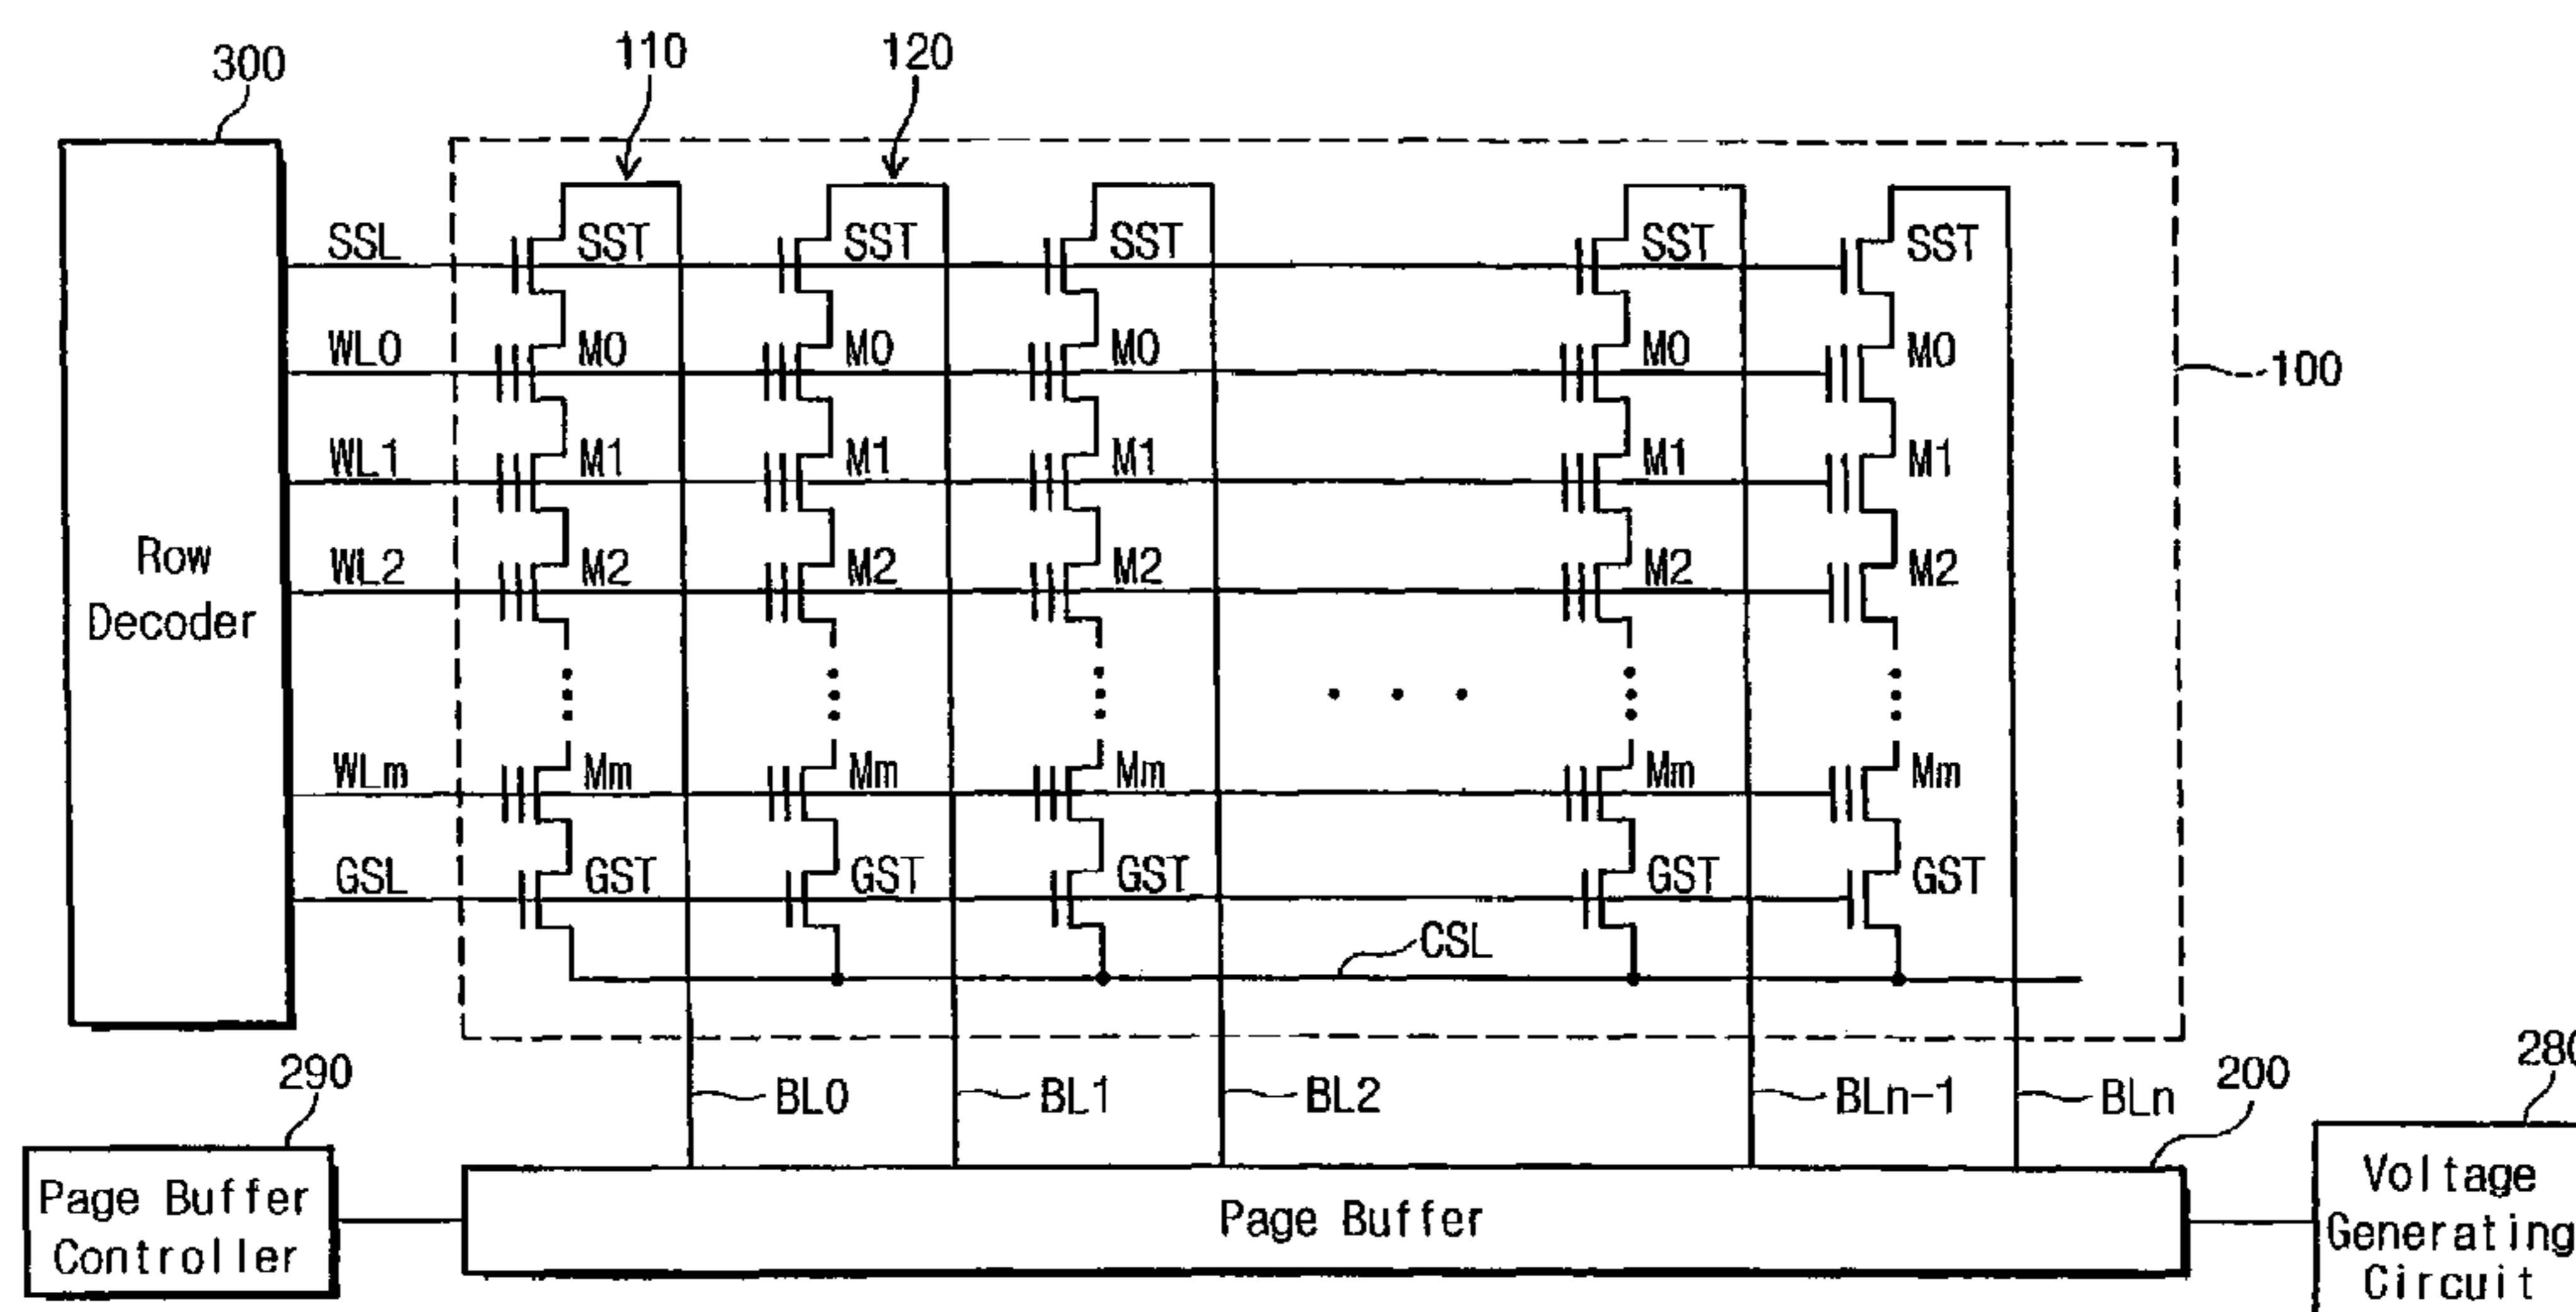 110 120
300
SSL SST SST SST SST SST
WL0 M0 M0 M0 M0 M0
100
WL1 M1 M1 M1 M1 M1
Row
Decoder
WL2 M2 M2 M2 M2 M2
WLm Mm Mm Mm Mm Mm
GSL GST GST GST GST GST
CSL
290 BL0 BL1 BL2 BLn-1 BLn 200 280
Page Buffer
Controller
Page Buffer
Voltage
Generating
Circuit